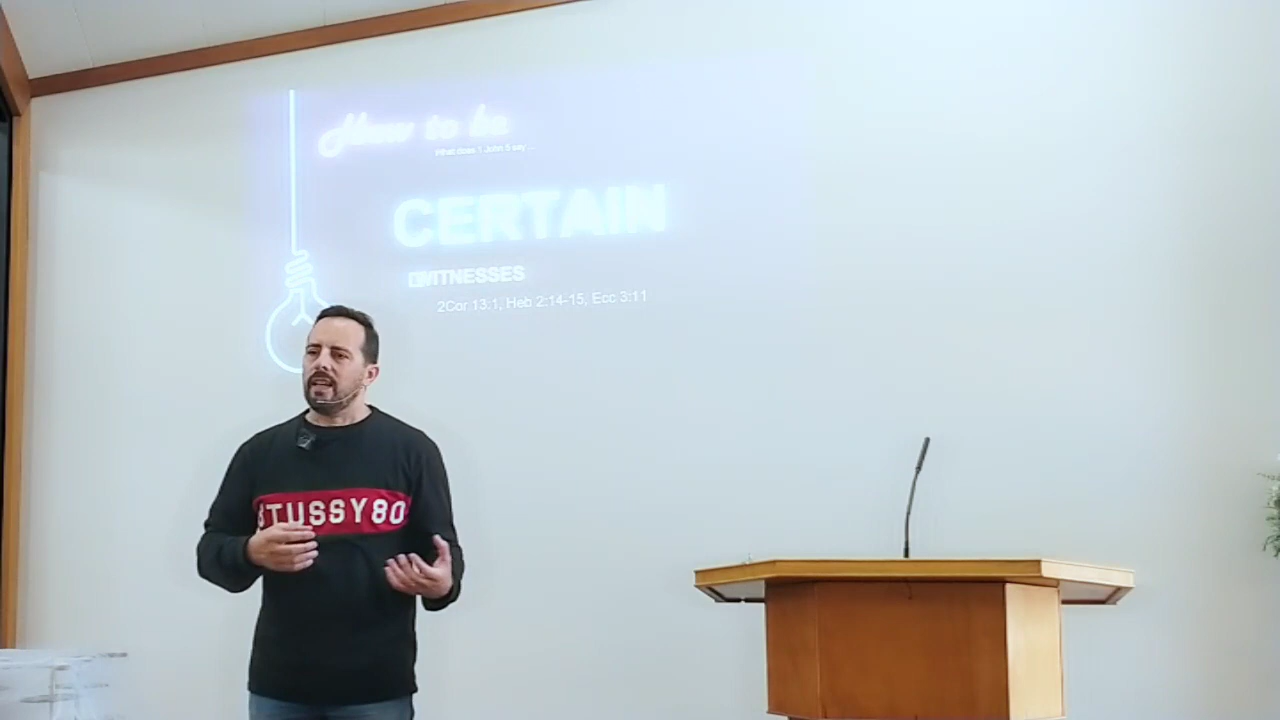 How to be
What does 1 John 5 say...
CERTAIN
WITNESSES
2Cor 13:1, Heb 2:14-15, Ecc 3:11
STUSSY80